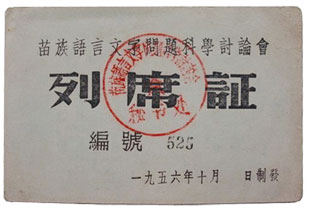 苗族語言文字問題科學討論會
列席証
編號 525
一九五六年十月 日制發